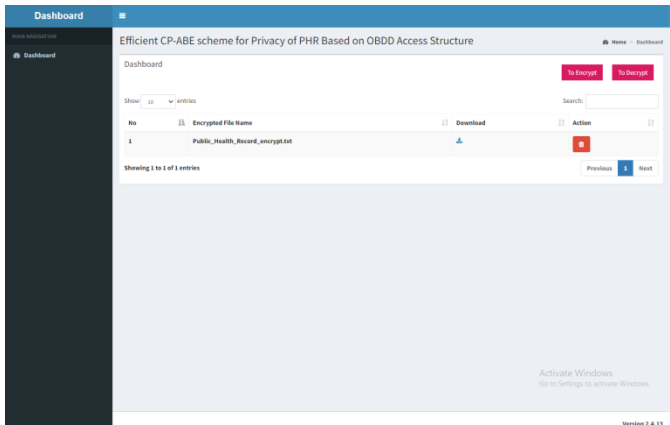 Dashboard
MAIN NAVIGATION
Dashboard
Efficient CP-ABE scheme for Privacy of PHR Based on OBDD Access Structure
Home > Dashboard
Dashboard
To Encrypt To Decrypt
Show 10 entries Search:
No Encrypted File Name Download Action
1 Public_Health_Record_encrypt.txt
Showing 1 to 1 of 1 entries Previous 1 Next
Activate Windows
Go to Settings to activate Windows.
Version 2.4.13